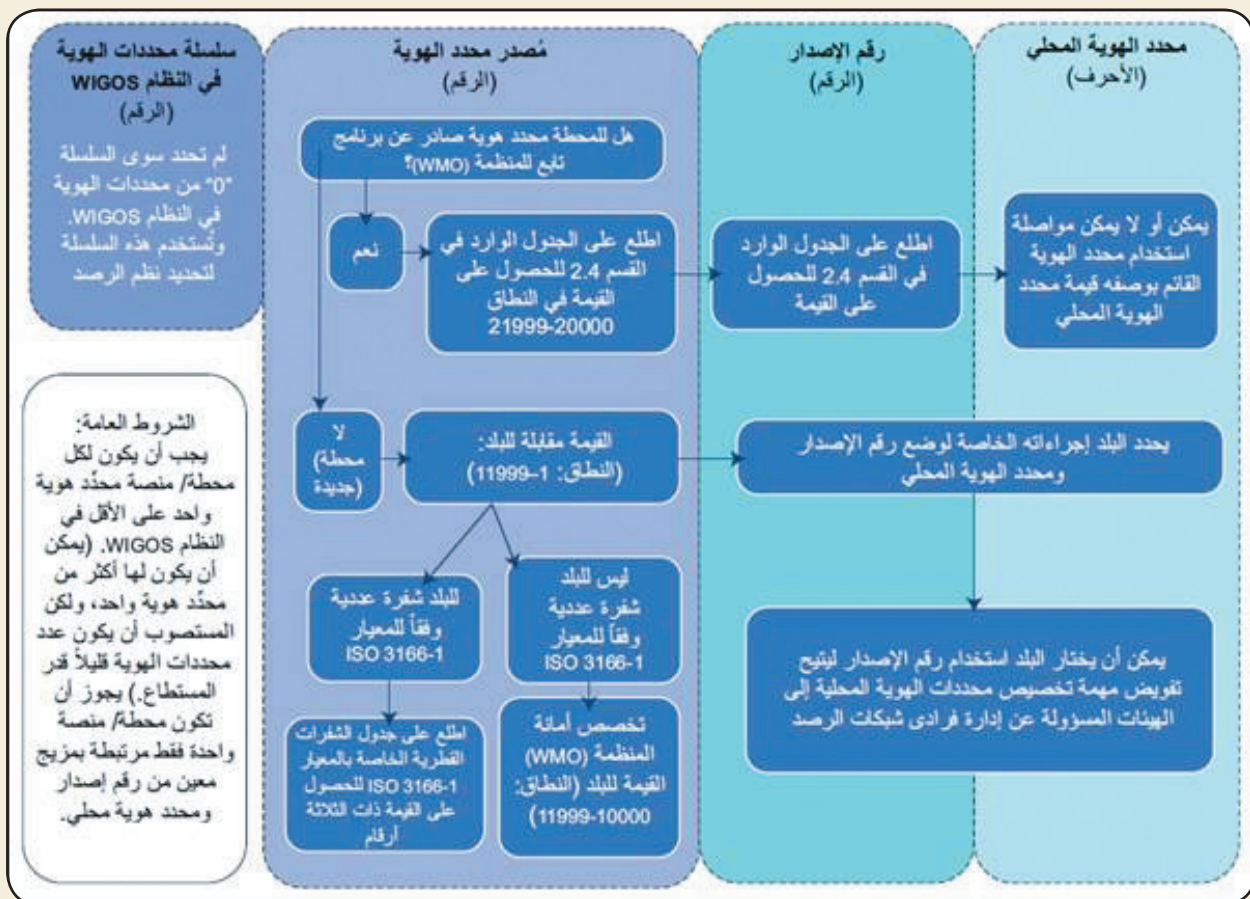 سلسلة محددات الهوية
في النظام WIGOS
(الرقم)
لم تحدد سوى السلسلة
"0" من محددات الهوية
في النظام WIGOS.
وتُستخدم هذه السلسلة
لتحديد نظم الرصد
الشروط العامة:
يجب أن يكون لكل
محطة/ منصة محدِّد هوية
واحد على الأقل في
النظام WIGOS. (يمكن
أن يكون لها أكثر من
محدِّد هوية واحد، ولكن
المستصوب أن يكون عدد
محددات الهوية قليلاً قدر
المستطاع.) يجوز أن
تكون محطة/ منصة
واحدة فقط مرتبطة بمزيج
معين من رقم إصدار
ومحدد هوية محلي.
مُصدر محدد الهوية
(الرقم)
هل للمحطة محدد هوية صادر عن برنامج
تابع للمنظمة (WMO)؟
نعم
اطلع على الجدول الوارد في
القسم 2.4 للحصول على
القيمة في النطاق
21999-20000
لا
(محطة
جديدة)
القيمة مقابلة للبلد:
(النطاق: 1–11999)
للبلد شفرة عددية
وفقاً للمعيار
ISO 3166-1
ليس للبلد
شفرة عددية
وفقاً للمعيار
ISO 3166-1
اطلع على جدول الشفرات
القطرية الخاصة بالمعيار
ISO 3166-1 للحصول
على القيمة ذات الثلاثة
أرقام
تخصص أمانة
المنظمة (WMO)
القيمة للبلد (النطاق:
11999-10000)
رقم الإصدار
(الرقم)
اطلع على الجدول الوارد
في القسم 2.4 للحصول
على القيمة
محدد الهوية المحلي
(الأحرف)
يمكن أو لا يمكن مواصلة
استخدام محدد الهوية
القائم بوصفه قيمة محدد
الهوية المحلي
يحدد البلد إجراءاته الخاصة لوضع رقم الإصدار
ومحدد الهوية المحلي
يمكن أن يختار البلد استخدام رقم الإصدار ليتيح
تفويض مهمة تخصيص محددات الهوية المحلية إلى
الهيئات المسؤولة عن إدارة فرادى شبكات الرصد